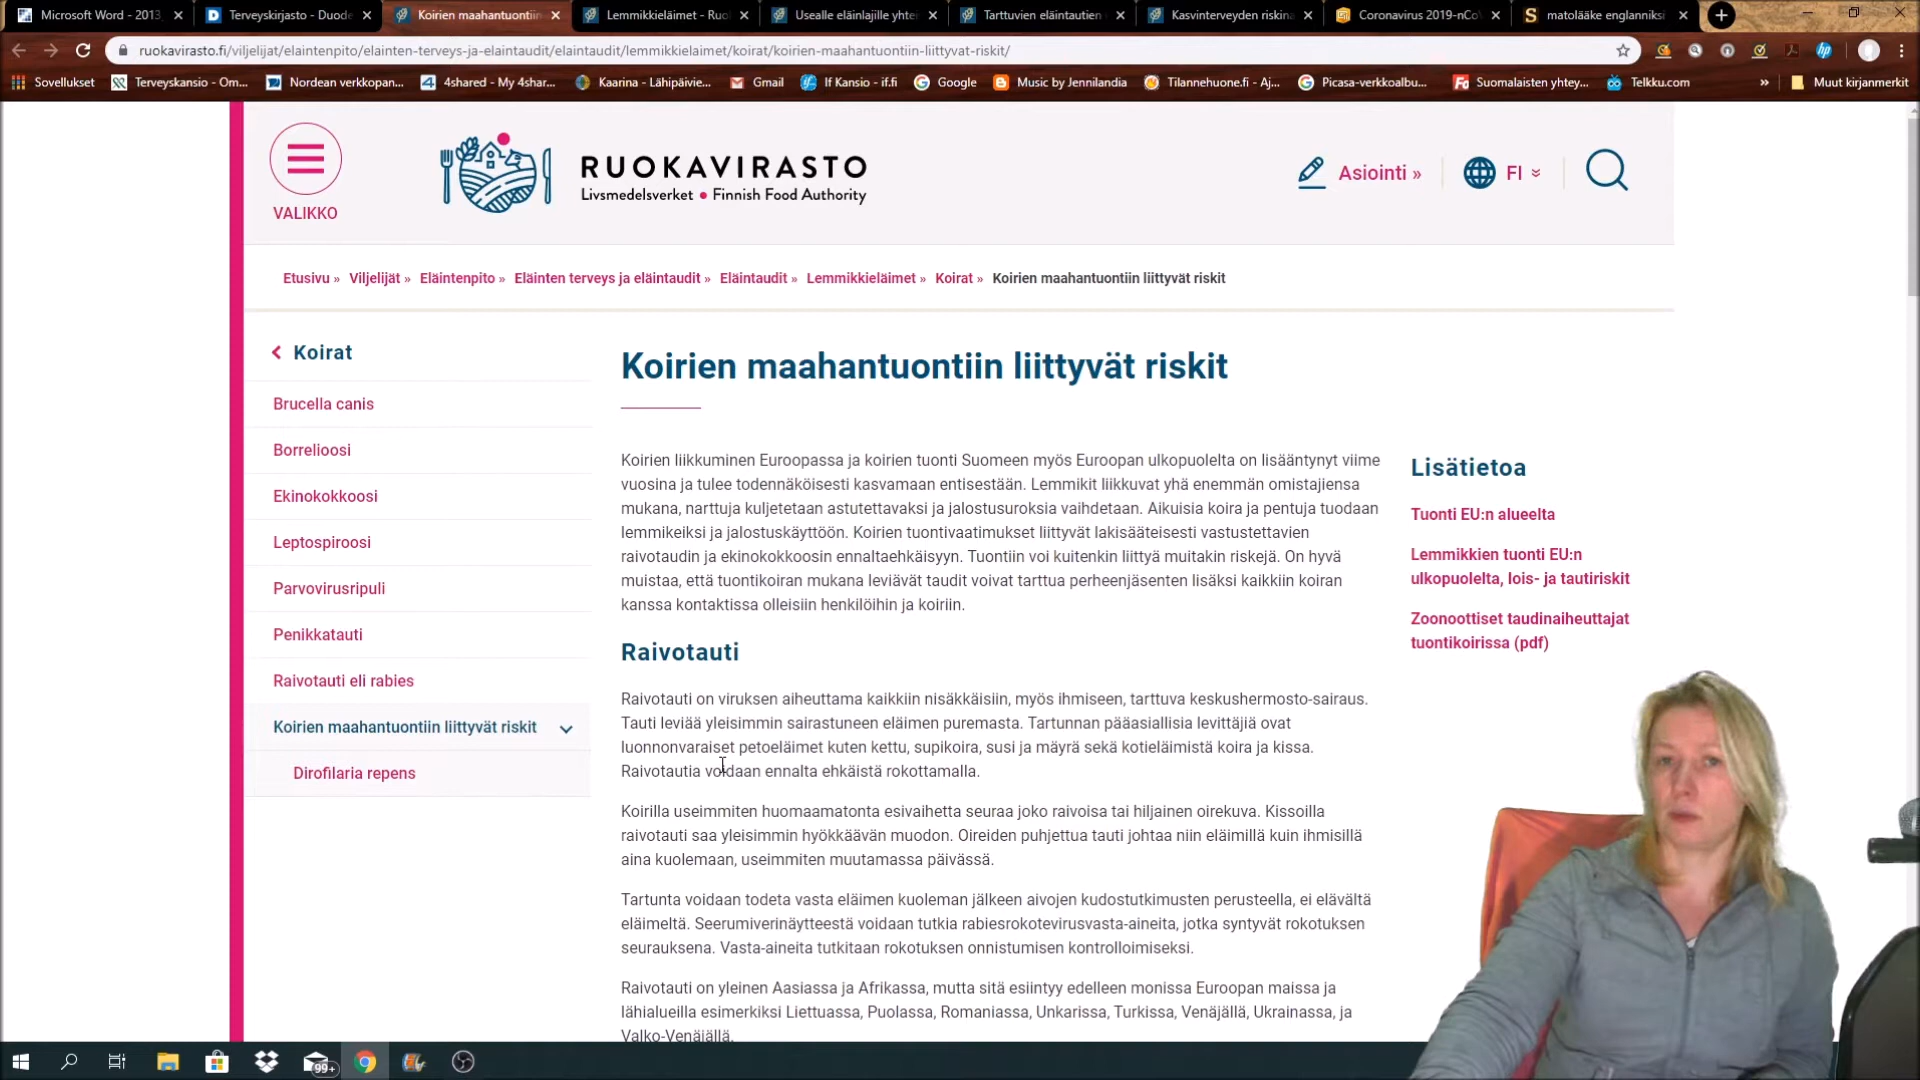 Microsoft Word - 2013
Terveyskirjasto - Duode
Koirien maahantuontiin
Lemmikkieläimet - Ruo
Usealle eläinlajille yhte
Tarttuvien eläintautien
Kasvinterveyden riskina
Coronavirus 2019-nCo
matolääke englanniksi
ruokavirasto.fi/viljelijat/elaintenpito/elainten-terveys-ja-elaintaudit/elaintaudit/lemmikkielaimet/koirat/koirien-maahantuontiin-liittyvat-riskit/
Sovellukset
Terveyskansio - Om...
Nordean verkkopan...
4shared - My 4shar...
Kaarina - Lähipäivie...
Gmail
If Kansio - if.fi
Google
Music by Jennilandia
Tilannehuone.fi - Aj...
Picasa-verkkoalbu...
Suomalaisten yhtey...
Telkku.com
»
Muut kirjanmerkit
VALIKKO
RUOKAVIRASTO
Livsmedelsverket • Finnish Food Authority
Asiointi »
FI
Etusivu » Viljelijät » Eläintenpito » Eläinten terveys ja eläintaudit » Eläintaudit » Lemmikkieläimet » Koirat » Koirien maahantuontiin liittyvät riskit
Koirat
Brucella canis
Borrelioosi
Ekinokokkoosi
Leptospiroosi
Parvovirusripuli
Penikkatauti
Raivotauti eli rabies
Koirien maahantuontiin liittyvät riskit
Dirofilaria repens
Koirien maahantuontiin liittyvät riskit
Koirien liikkuminen Euroopassa ja koirien tuonti Suomeen myös Euroopan ulkopuolelta on lisääntynyt viime
vuosina ja tulee todennäköisesti kasvamaan entisestään. Lemmikit liikkuvat yhä enemmän omistajiensa
mukana, narttuja kuljetetaan astutettavaksi ja jalostusuroksia vaihdetaan. Aikuisia koira ja pentuja tuodaan
lemmikeiksi ja jalostuskäyttöön. Koirien tuontivaatimukset liittyvät lakisääteisesti vastustettavien
raivotaudin ja ekinokokkoosin ennaltaehkäisyyn. Tuontiin voi kuitenkin liittyä muitakin riskejä. On hyvä
muistaa, että tuontikoiran mukana leviävät taudit voivat tarttua perheenjäsenten lisäksi kaikkiin koiran
kanssa kontaktissa olleisiin henkilöihin ja koiriin.
Raivotauti
Raivotauti on viruksen aiheuttama kaikkiin nisäkkäisiin, myös ihmiseen, tarttuva keskushermosto-sairaus.
Tauti leviää yleisimmin sairastuneen eläimen puremasta. Tartunnan pääasiallisia levittäjiä ovat
luonnonvaraiset petoeläimet kuten kettu, supikoira, susi ja mäyrä sekä kotieläimistä koira ja kissa.
Raivotautia voidaan ennalta ehkäistä rokottamalla.
Koirilla useimmiten huomaamatonta esivaihetta seuraa joko raivoisa tai hiljainen oirekuva. Kissoilla
raivotauti saa yleisimmin hyökkäävän muodon. Oireiden puhjettua tauti johtaa niin eläimillä kuin ihmisillä
aina kuolemaan, useimmiten muutamassa päivässä.
Tartunta voidaan todeta vasta eläimen kuoleman jälkeen aivojen kudostutkimusten perusteella, ei elävältä
eläimeltä. Seerumiverinäytteestä voidaan tutkia rabiesrokotevirusvasta-aineita, jotka syntyvät rokotuksen
seurauksena. Vasta-aineita tutkitaan rokotuksen onnistumisen kontrolloimiseksi.
Raivotauti on yleinen Aasiassa ja Afrikassa, mutta sitä esiintyy edelleen monissa Euroopan maissa ja
lähialueilla esimerkiksi Liettuassa, Puolassa, Romaniassa, Unkarissa, Turkissa, Venäjällä, Ukrainassa, ja
Valko-Venäjällä.
Lisätietoa
Tuonti EU:n alueelta
Lemmikkien tuonti EU:n
ulkopuolelta, lois- ja tautiriskit
Zoonoottiset taudinaiheuttajat
tuontikoirissa (pdf)
99+